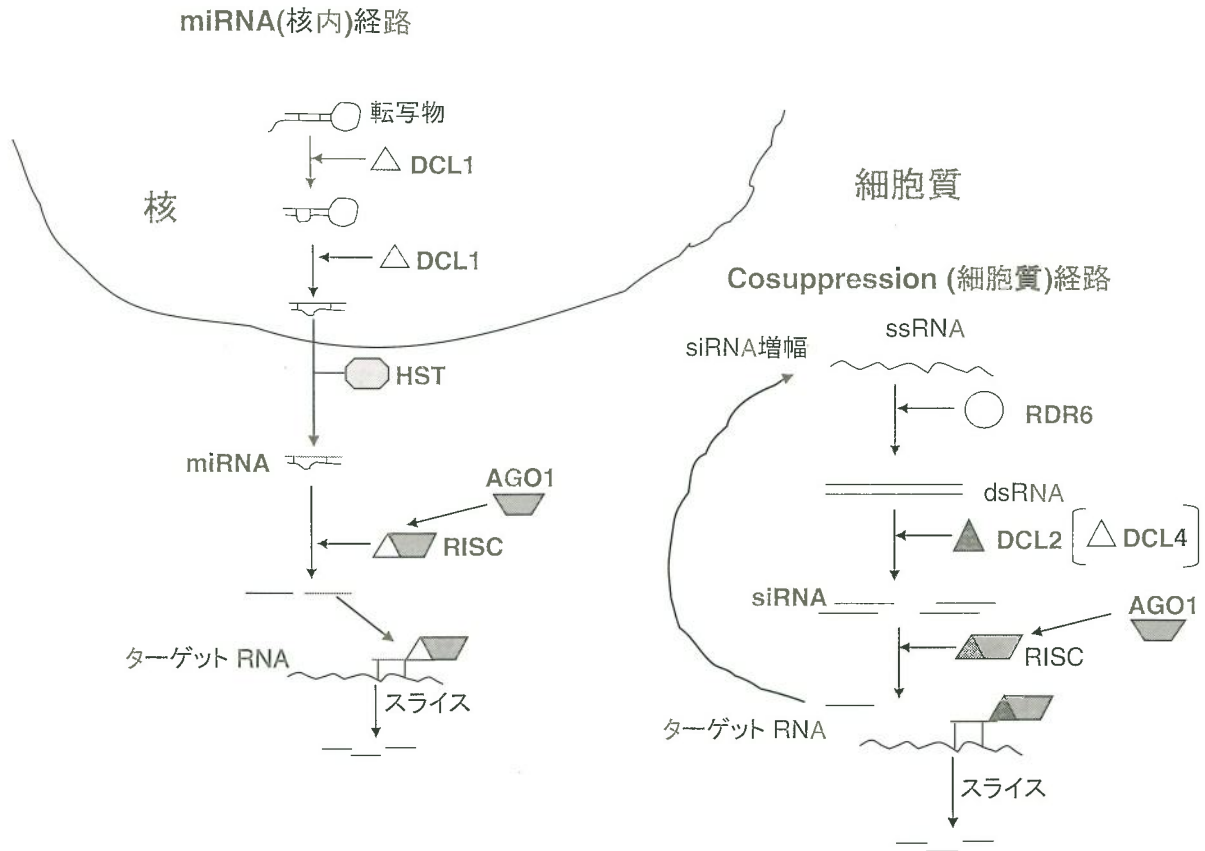 miRNA(核内)経路
転写物
DCL1
核
DCL1
HST
miRNA
AGO1
RISC
ターゲット RNA
スライス
細胞質
Cosuppression (細胞質)経路
ssRNA
siRNA増幅
RDR6
dsRNA
DCL2 [ DCL4 ]
siRNA
AGO1
RISC
ターゲット RNA
スライス